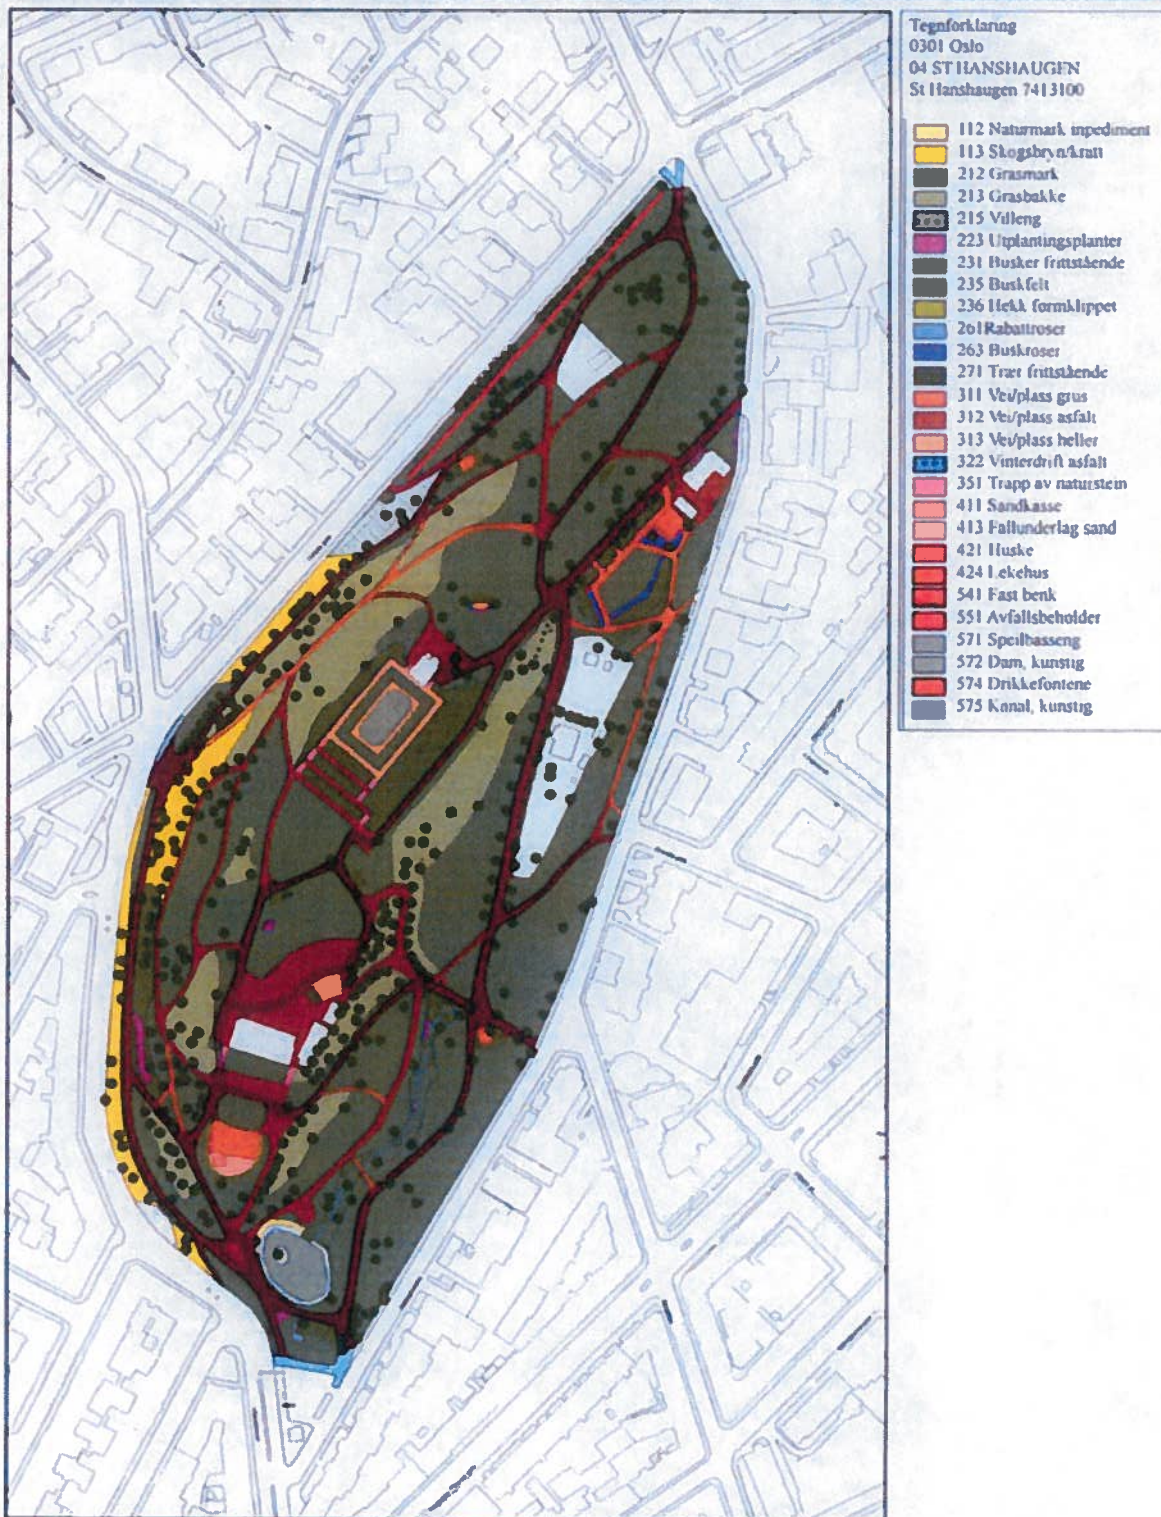 Tegnforklaring
0301 Oslo
04 ST HANSHAUGEN
St Hanshaugen 7413100
112 Naturmark inpediment
113 Skogsbryn/kratt
212 Grasmark
213 Grasbakke
215 Villeng
223 Utplantingsplanter
231 Busker frittstående
235 Buskfelt
236 Hekk formklippet
261Rabattroser
263 Buskroser
271 Trær frittstående
311 Vei/plass grus
312 Vei/plass asfalt
313 Vei/plass heller
322 Vinterdrift asfalt
351 Trapp av naturstein
411 Sandkasse
413 Fallunderlag sand
421 Huske
424 Lekehus
541 Fast benk
551 Avfallsbeholder
571 Speilbasseng
572 Dam, kunstig
574 Drikkefontene
575 Kanal, kunstig